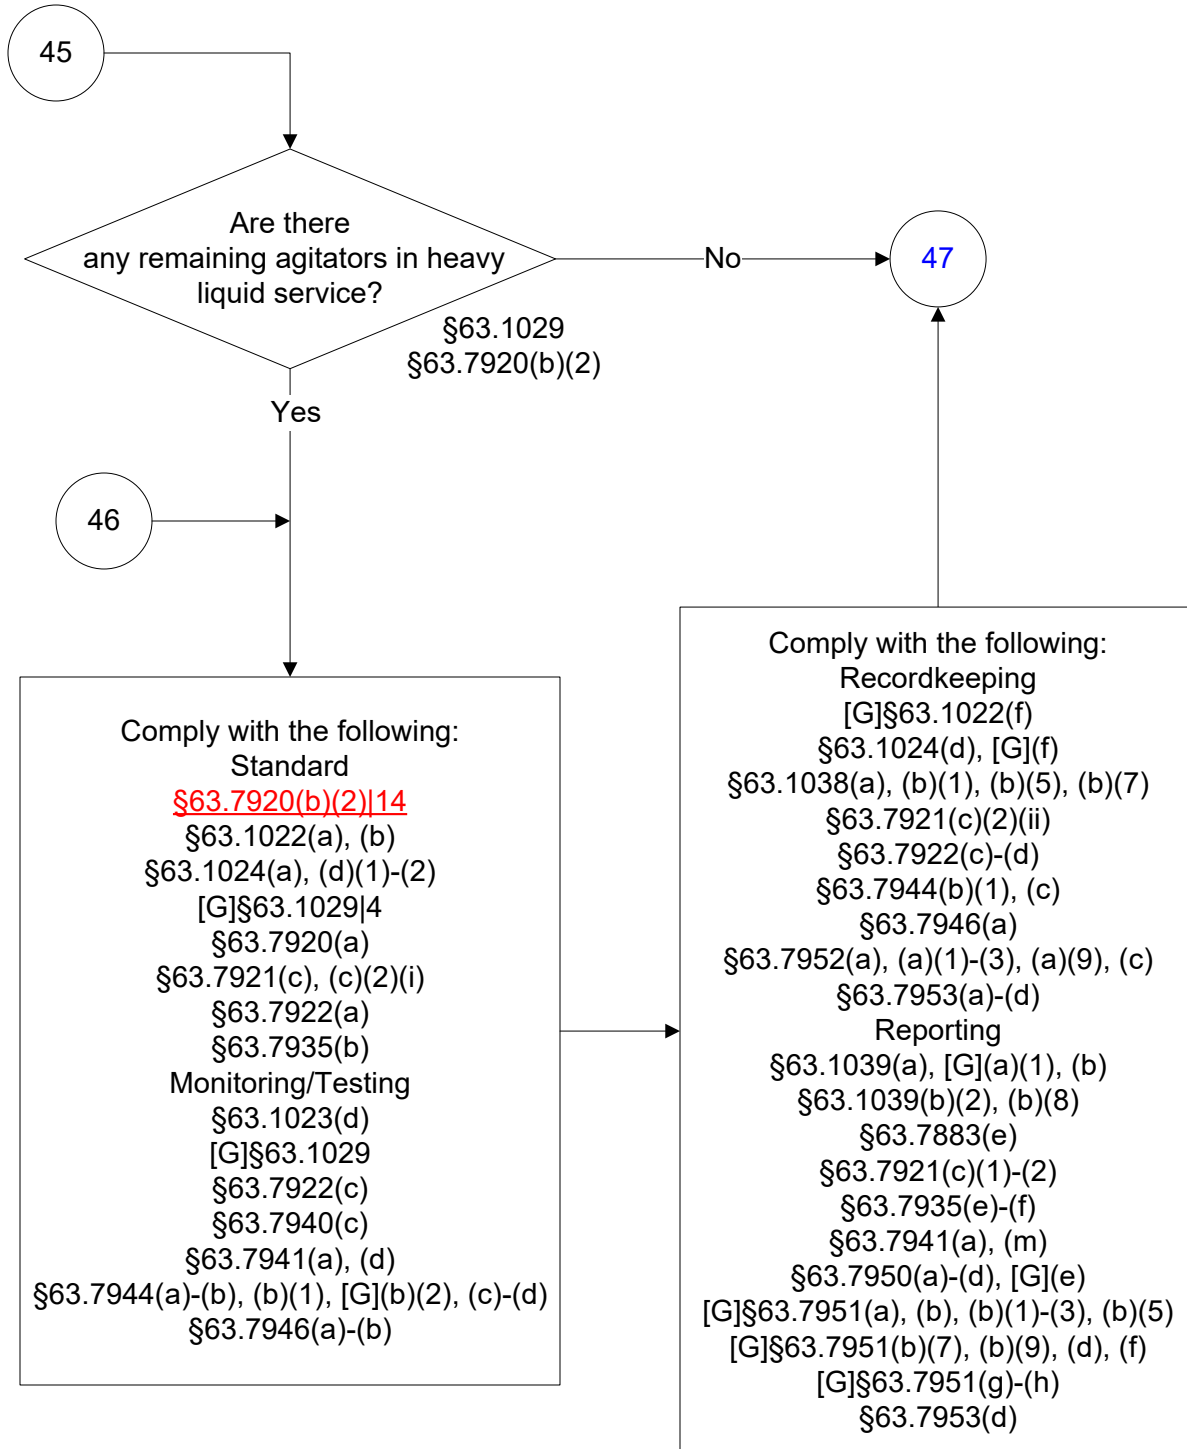 45
Are there
any remaining agitators in heavy
liquid service?
§63.1029
§63.7920(b)(2)
No
47
Yes
46
Comply with the following:
Standard
§63.7920(b)(2)|14
§63.1022(a), (b)
§63.1024(a), (d)(1)-(2)
[G]§63.1029|4
§63.7920(a)
§63.7921(c), (c)(2)(i)
§63.7922(a)
§63.7935(b)
Monitoring/Testing
§63.1023(d)
[G]§63.1029
§63.7922(c)
§63.7940(c)
§63.7941(a), (d)
§63.7944(a)-(b), (b)(1), [G](b)(2), (c)-(d)
§63.7946(a)-(b)
Comply with the following:
Recordkeeping
[G]§63.1022(f)
§63.1024(d), [G](f)
§63.1038(a), (b)(1), (b)(5), (b)(7)
§63.7921(c)(2)(ii)
§63.7922(c)-(d)
§63.7944(b)(1), (c)
§63.7946(a)
§63.7952(a), (a)(1)-(3), (a)(9), (c)
§63.7953(a)-(d)
Reporting
§63.1039(a), [G](a)(1), (b)
§63.1039(b)(2), (b)(8)
§63.7883(e)
§63.7921(c)(1)-(2)
§63.7935(e)-(f)
§63.7941(a), (m)
§63.7950(a)-(d), [G](e)
[G]§63.7951(a), (b), (b)(1)-(3), (b)(5)
[G]§63.7951(b)(7), (b)(9), (d), (f)
[G]§63.7951(g)-(h)
§63.7953(d)